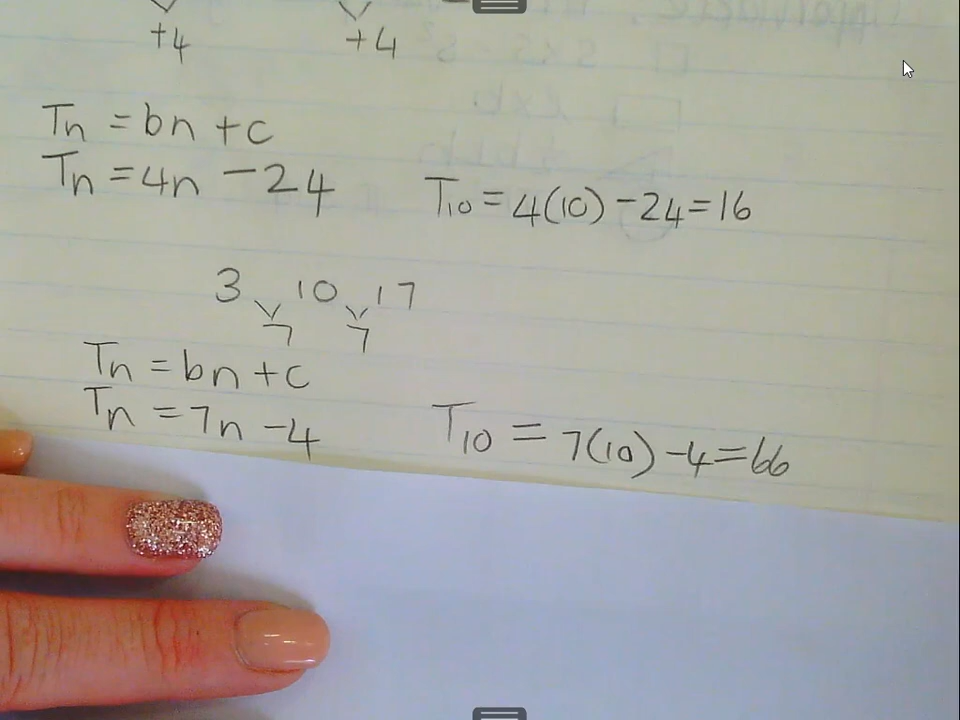 +4 +4
Tn = bn + c
Tn = 4n - 24
T10 = 4(10) - 24 = 16
3 10 17
7 7
Tn = bn + c
Tn = 7n - 4
T10 = 7(10) - 4 = 66